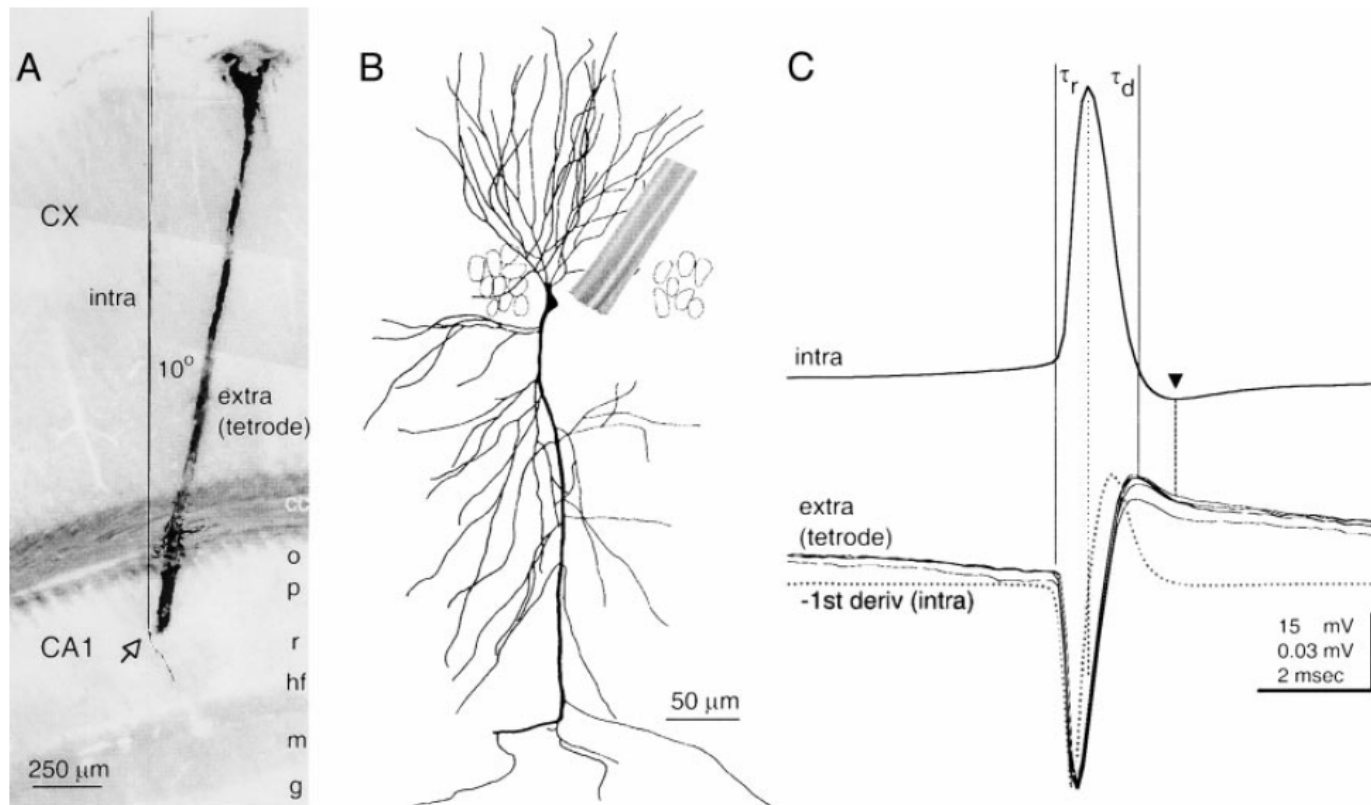 A
CX
intra
10°
extra
(tetrode)
cc
o
p
CA1
r
hf
m
g
250 μm
B
50 μm
C
τr
τd
intra
extra
(tetrode)
-1st deriv (intra)
15 mV
0.03 mV
2 msec